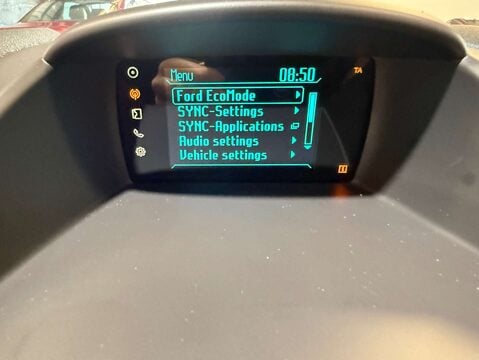 Menu 08:50 TA
Ford EcoMode
SYNC-Settings
SYNC-Applications
Audio settings
Vehicle settings